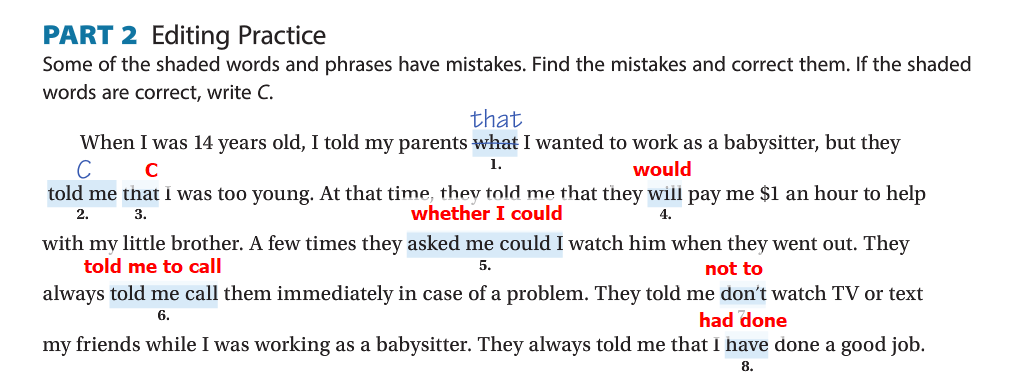 PART 2 Editing Practice
Some of the shaded words and phrases have mistakes. Find the mistakes and correct them. If the shaded
words are correct, write C.
that
When I was 14 years old, I told my parents what I wanted to work as a babysitter, but they
1.
C C would
told me that I was too young. At that time, they told me that they will pay me $1 an hour to help
2. 3. 4.
whether I could
with my little brother. A few times they asked me could I watch him when they went out. They
5.
told me to call not to
always told me call them immediately in case of a problem. They told me don't watch TV or text
6. 7.
had done
my friends while I was working as a babysitter. They always told me that I have done a good job.
8.